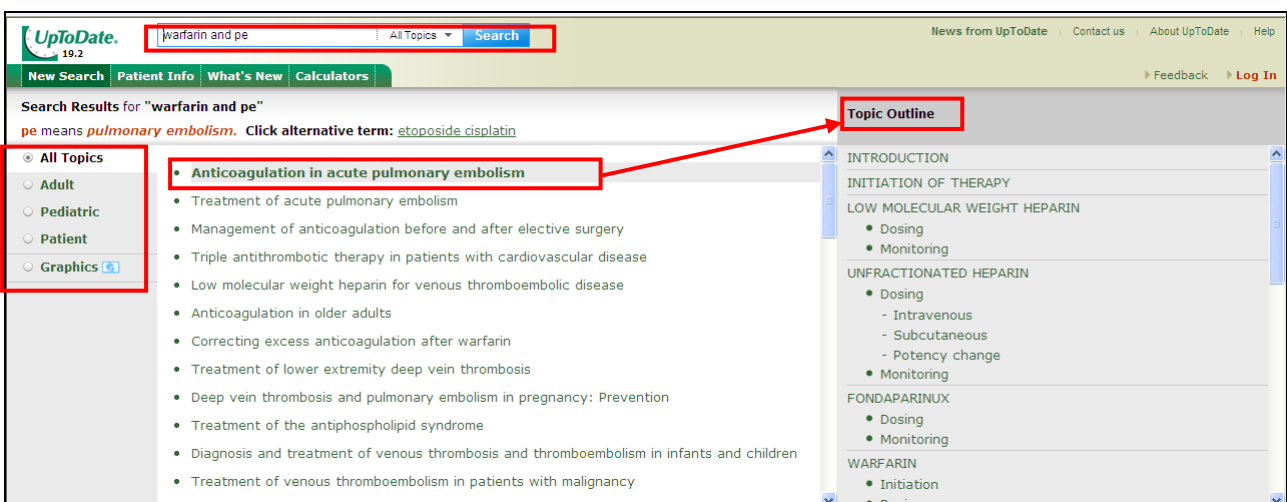 UpToDate.
19.2
warfarin and pe
All Topics
Search
News from UpToDate
Contact us
About UpToDate
Help
New Search
Patient Info
What's New
Calculators
Feedback
Log In
Search Results for "warfarin and pe"
pe means pulmonary embolism. Click alternative term: etoposide cisplatin
All Topics
Adult
Pediatric
Patient
Graphics
• Anticoagulation in acute pulmonary embolism
• Treatment of acute pulmonary embolism
• Management of anticoagulation before and after elective surgery
• Triple antithrombotic therapy in patients with cardiovascular disease
• Low molecular weight heparin for venous thromboembolic disease
• Anticoagulation in older adults
• Correcting excess anticoagulation after warfarin
• Treatment of lower extremity deep vein thrombosis
• Deep vein thrombosis and pulmonary embolism in pregnancy: Prevention
• Treatment of the antiphospholipid syndrome
• Diagnosis and treatment of venous thrombosis and thromboembolism in infants and children
• Treatment of venous thromboembolism in patients with malignancy
Topic Outline
INTRODUCTION
INITIATION OF THERAPY
LOW MOLECULAR WEIGHT HEPARIN
• Dosing
• Monitoring
UNFRACTIONATED HEPARIN
• Dosing
- Intravenous
- Subcutaneous
- Potency change
• Monitoring
FONDAPARINUX
• Dosing
• Monitoring
WARFARIN
• Initiation